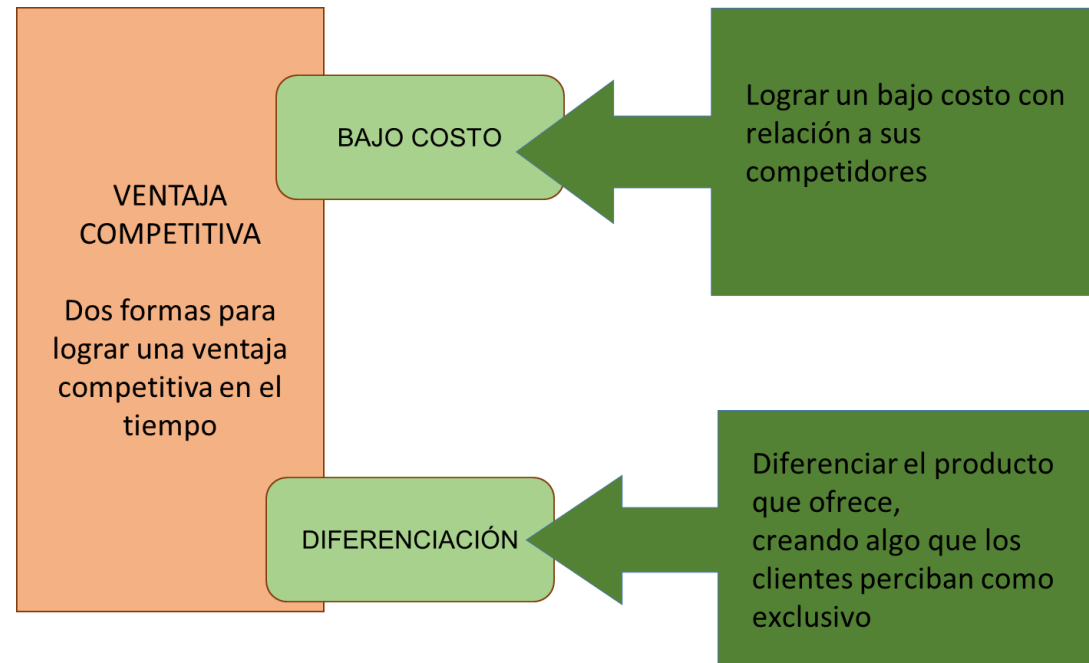 VENTAJA
COMPETITIVA
Dos formas para
lograr una ventaja
competitiva en el
tiempo
BAJO COSTO
Lograr un bajo costo con
relación a sus
competidores
DIFERENCIACIÓN
Diferenciar el producto
que ofrece,
creando algo que los
clientes perciban como
exclusivo